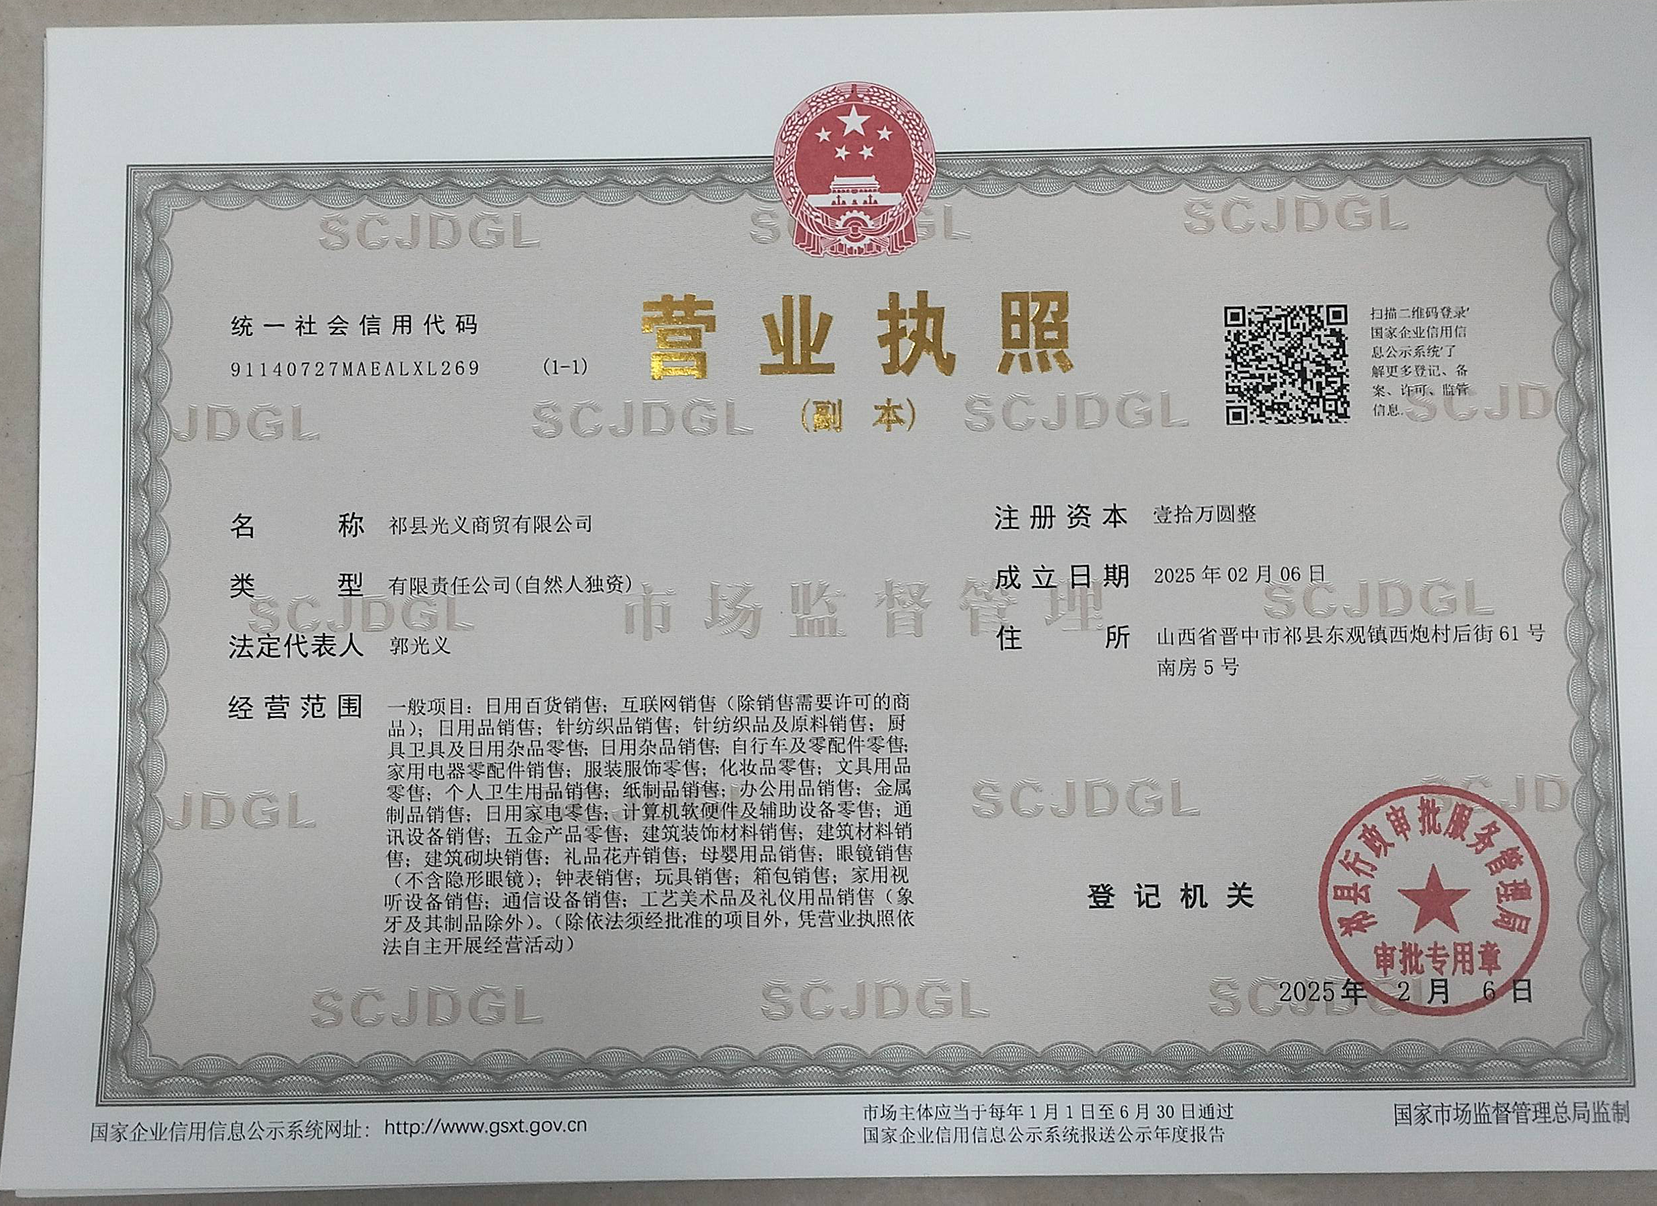 统一社会信用代码
91140727MAEALXL269 (1-1)
营业执照
(副 本)
扫描二维码登录'
国家企业信用信
息公示系统'了
解更多登记、备
案、许可、监管
信息.
名 称 祁县光义商贸有限公司
类 型 有限责任公司(自然人独资)
法定代表人 郭光义
经营范围 一般项目：日用百货销售；互联网销售（除销售需要许可的商
品）；日用品销售；针纺织品销售；针纺织品及原料销售；厨
具卫具及日用杂品零售；日用杂品销售；自行车及零配件零售；
家用电器零配件销售；服装服饰零售；化妆品零售；文具用品
零售；个人卫生用品销售；纸制品销售；办公用品销售；金属
制品销售；日用家电零售；计算机软硬件及辅助设备零售；通
讯设备销售；五金产品零售；建筑装饰材料销售；建筑材料销
售；建筑砌块销售；礼品花卉销售；母婴用品销售；眼镜销售
（不含隐形眼镜）；钟表销售；玩具销售；箱包销售；家用视
听设备销售；通信设备销售；工艺美术品及礼仪用品销售（象
牙及其制品除外）。（除依法须经批准的项目外，凭营业执照依
法自主开展经营活动）
注册资本 壹拾万圆整
成立日期 2025年02月06日
住 所 山西省晋中市祁县东观镇西炮村后街61号
南房5号
登记机关
祁县行政审批服务管理局
审批专用章
2025年 2月 6日
SCJDGL SCJDGL SCJDGL
JDGL SCJDGL SCJDGL SCJD
SCJDGL 市场监督管理 SCJDGL
JDGL SCJDGL SCJD
SCJDGL SCJDGL SCJDGL
国家企业信用信息公示系统网址： http://www.gsxt.gov.cn
市场主体应当于每年1月1日至6月30日通过
国家企业信用信息公示系统报送公示年度报告
国家市场监督管理总局监制